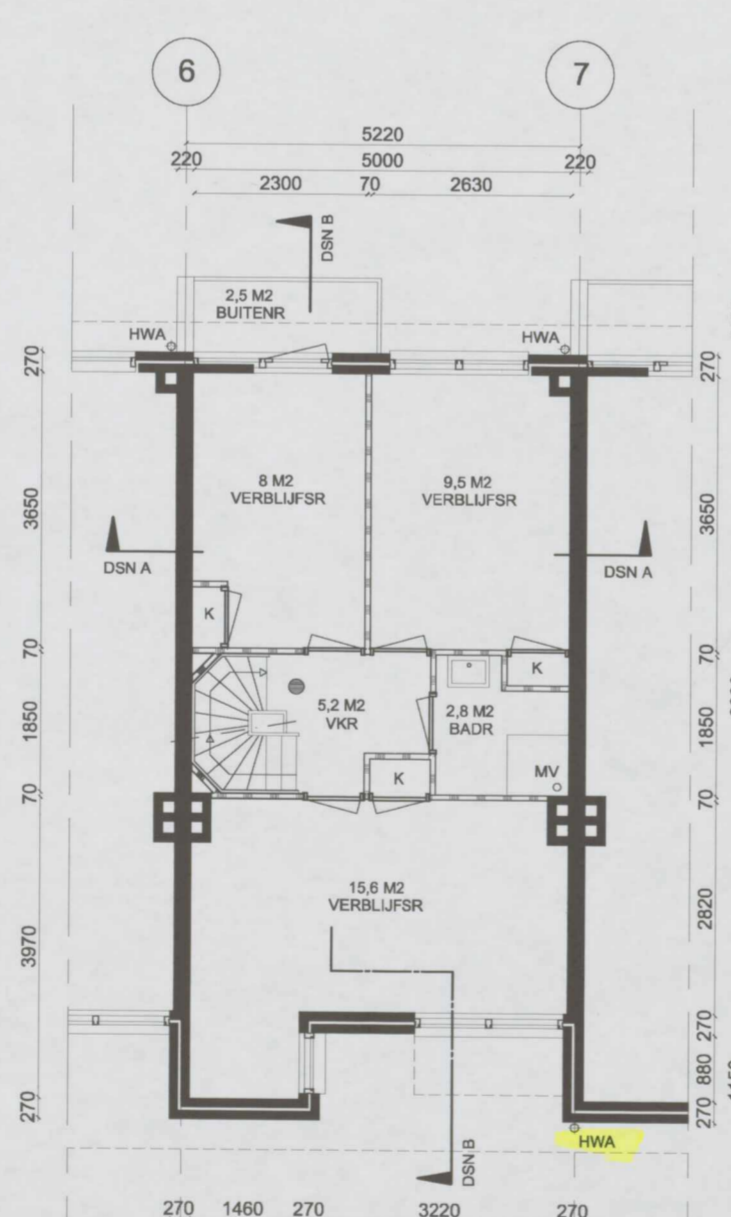 6
7
5220
220
5000
220
2300
70
2630
DSN B
2,5 M2
BUITENR
HWA
HWA
270
270
8 M2
VERBLIJFSR
9,5 M2
VERBLIJFSR
3650
3650
DSN A
DSN A
K
70
70
K
5,2 M2
VKR
2,8 M2
BADR
1850
1850
K
MV
70
70
15,6 M2
VERBLIJFSR
2820
3970
270
880
270
270
HWA
DSN B
270
1460
270
3220
270